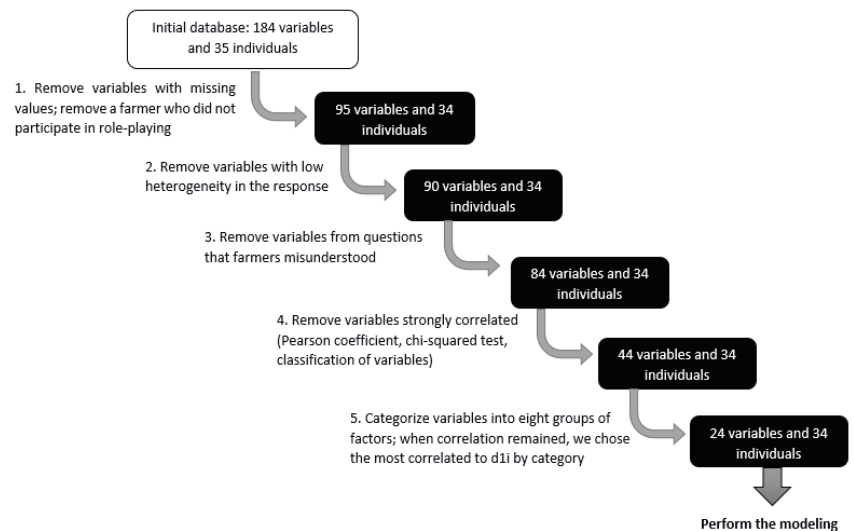 Initial database: 184 variables
and 35 individuals
1. Remove variables with missing
values; remove a farmer who did not
participate in role-playing
95 variables and 34
individuals
2. Remove variables with low
heterogeneity in the response
90 variables and 34
individuals
3. Remove variables from questions
that farmers misunderstood
84 variables and 34
individuals
4. Remove variables strongly correlated
(Pearson coefficient, chi-squared test,
classification of variables)
44 variables and 34
individuals
5. Categorize variables into eight groups of
factors; when correlation remained, we chose
the most correlated to d1i by category
24 variables and 34
individuals
Perform the modeling